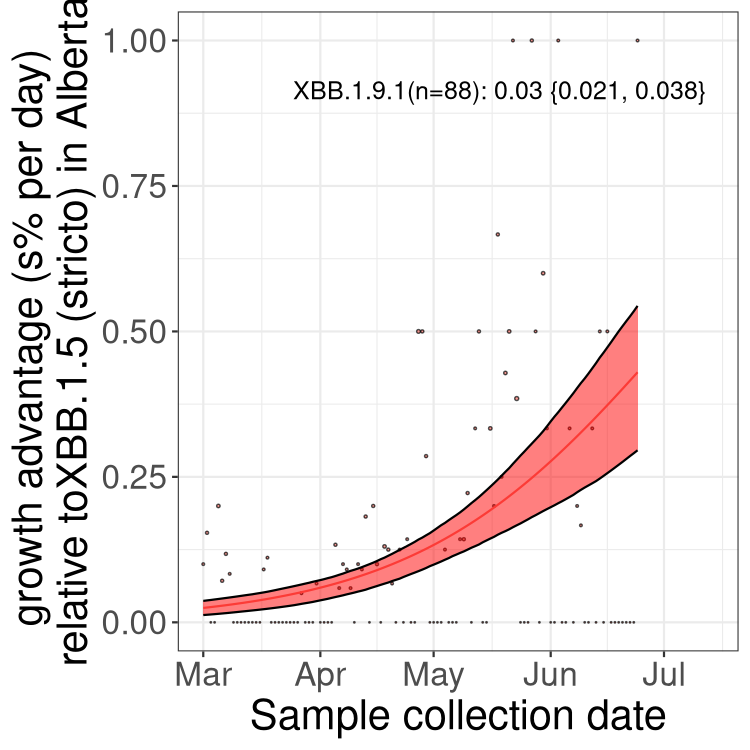 growth advantage (s% per day)
relative toXBB.1.5 (stricto) in Alberta
1.00
0.75
0.50
0.25
0.00
XBB.1.9.1(n=88): 0.03 {0.021, 0.038}
Mar Apr May Jun Jul
Sample collection date